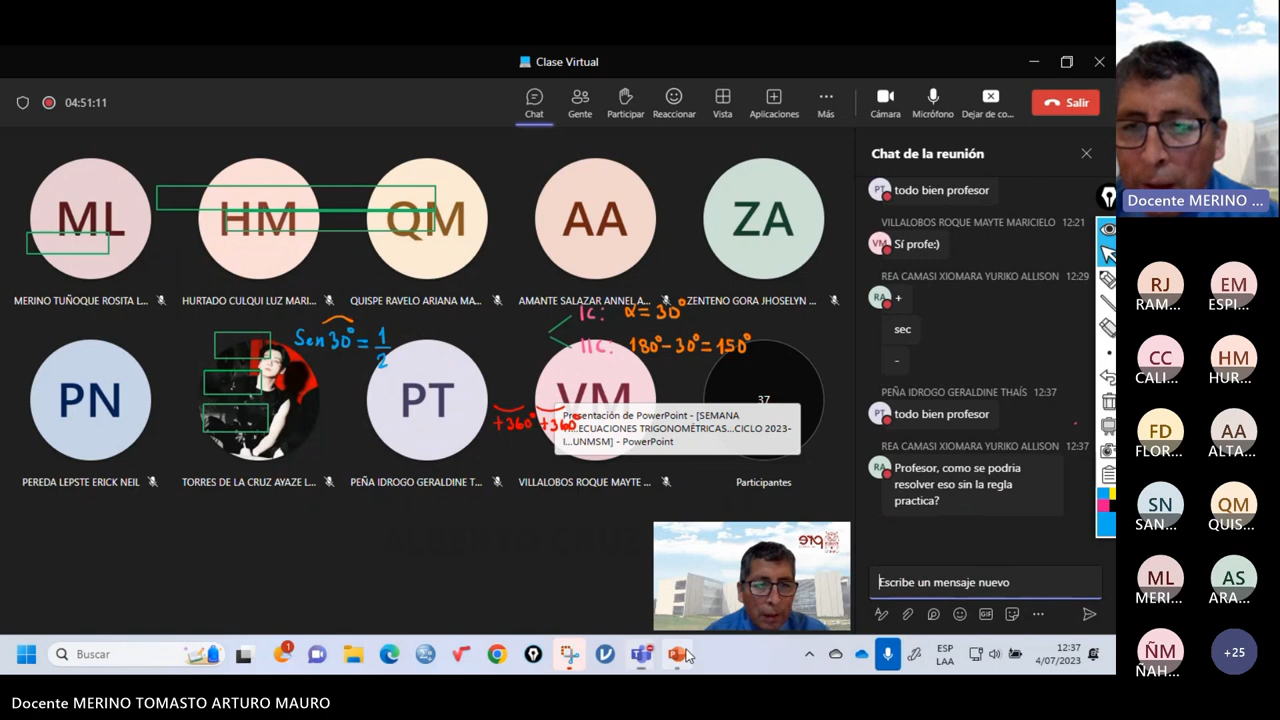 Clase Virtual
04:51:11
Chat
Gente
Participar
Reaccionar
Vista
Aplicaciones
Más
Cámara
Micrófono
Dejar de co...
Salir
ML
HM
QM
AA
ZA
MERINO TUÑOQUE ROSITA L...
HURTADO CULQUI LUZ MARI...
QUISPE RAVELO ARIANA MA...
AMANTE SALAZAR ANNEL A...
ZENTENO GORA JHOSELYN ...
Sen 30° = 1/2
IC: α = 30°
IIC: 180° - 30° = 150°
PN
PT
VM
37
+360° +360°
Presentación de PowerPoint - [SEMANA
...ECUACIONES TRIGONOMÉTRICAS...CICLO 2023-
I...UNMSM] - PowerPoint
PEREDA LEPSTE ERICK NEIL
TORRES DE LA CRUZ AYAZE L...
PEÑA IDROGO GERALDINE T...
VILLALOBOS ROQUE MAYTE ...
Participantes
pre
Chat de la reunión
PT
todo bien profesor
VILLALOBOS ROQUE MAYTE MARICIELO 12:21
VM
Sí profe:)
REA CAMASI XIOMARA YURIKO ALLISON 12:29
RA
+
sec
-
PEÑA IDROGO GERALDINE THAÍS 12:37
PT
todo bien profesor
REA CAMASI XIOMARA YURIKO ALLISON 12:37
RA
Profesor, como se podria
resolver eso sin la regla
practica?
Escribe un mensaje nuevo
GIF
Docente MERINO ...
RJ
EM
RAM...
ESPI...
CC
HM
CALI...
HUR...
FD
AA
FLOR...
ALTA...
SN
QM
SAN...
QUIS...
ML
AS
MERI...
ARA...
ÑM
+25
ÑAH...
Buscar
1
ESP
LAA
12:37
4/07/2023
Docente MERINO TOMASTO ARTURO MAURO